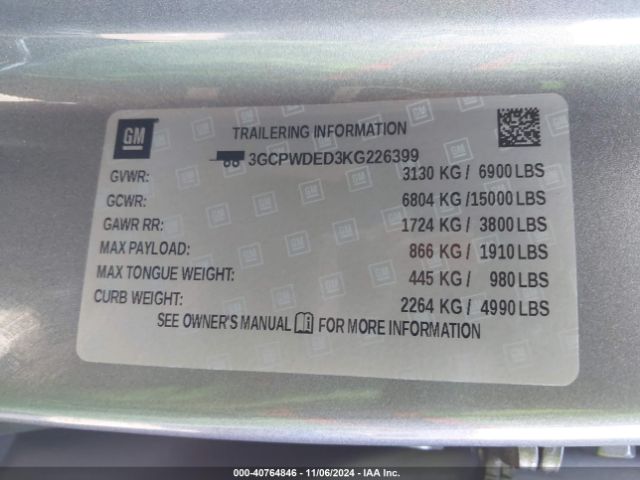 GM
TRAILERING INFORMATION
3GCPWDED3KG226399
GVWR: 3130 KG / 6900 LBS
GCWR: 6804 KG / 15000 LBS
GAWR RR: 1724 KG / 3800 LBS
MAX PAYLOAD: 866 KG / 1910 LBS
MAX TONGUE WEIGHT: 445 KG / 980 LBS
CURB WEIGHT: 2264 KG / 4990 LBS
SEE OWNER'S MANUAL FOR MORE INFORMATION
000-40764846 - 11/06/2024 - IAA Inc.